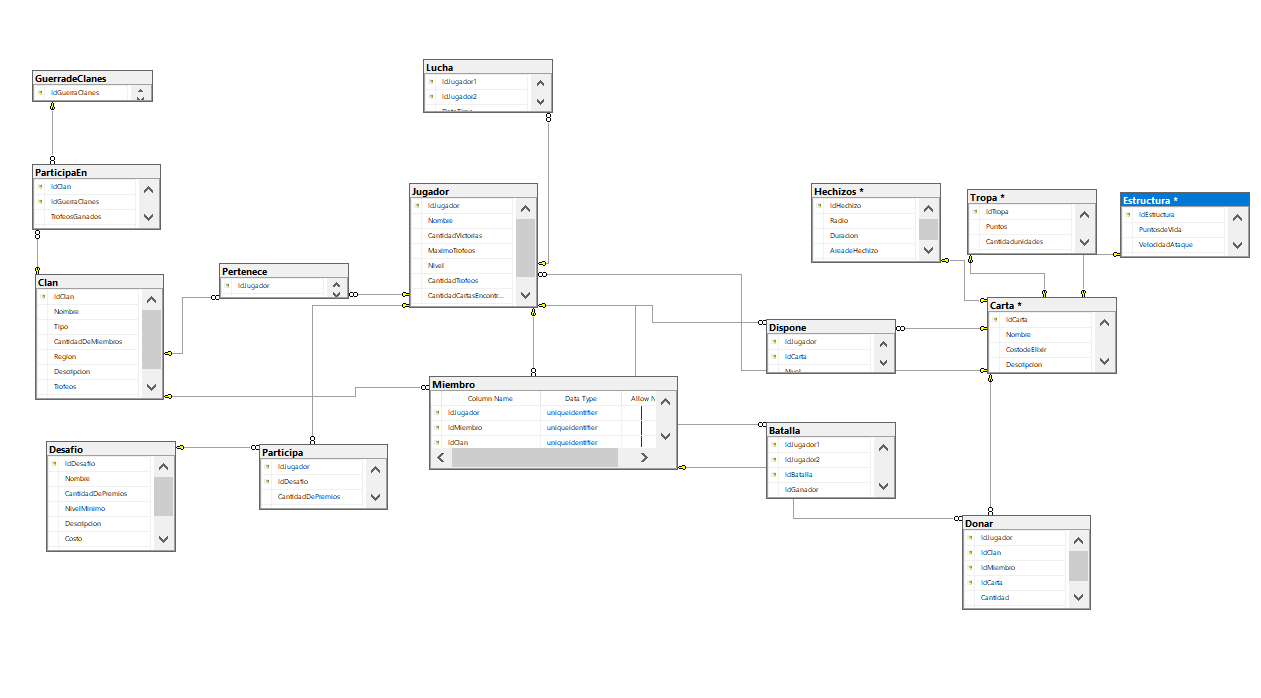 GuerradeClanes
IdGuerraClanes
ParticipaEn
IdClan
IdGuerraClanes
TrofeosGanados
Clan
IdClan
Nombre
Tipo
CantidadDeMiembros
Region
Descripcion
Trofeos
Pertenece
IdJugador
Lucha
IdJugador1
IdJugador2
DateTime
Jugador
IdJugador
Nombre
CantidadVictorias
MaximoTrofeos
Nivel
CantidadTrofeos
CantidadCartasEncontr...
Hechizos *
IdHechizo
Radio
Duracion
AreadeHechizo
Tropa *
IdTropa
Puntos
Cantidadunidades
Estructura *
IdEstructura
PuntosdeVida
VelocidadAtaque
Carta *
IdCarta
Nombre
CostodeElixir
Descripcion
Dispone
IdJugador
IdCarta
Nivel
Miembro
Column Name Data Type Allow N
IdJugador uniqueidentifier
IdMiembro uniqueidentifier
IdClan uniqueidentifier
Desafio
IdDesafio
Nombre
CantidadDePremios
NivelMinimo
Descripcion
Costo
Participa
IdJugador
IdDesafio
CantidadDePremios
Batalla
IdJugador1
IdJugador2
IdBatalla
IdGanador
Donar
IdJugador
IdClan
IdMiembro
IdCarta
Cantidad